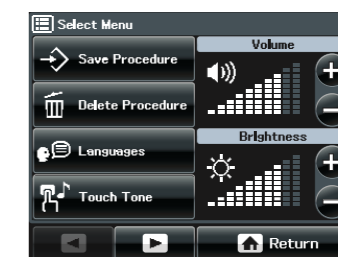 Select Menu
Volume
Save Procedure
Delete Procedure
Brightness
Languages
Touch Tone
Return